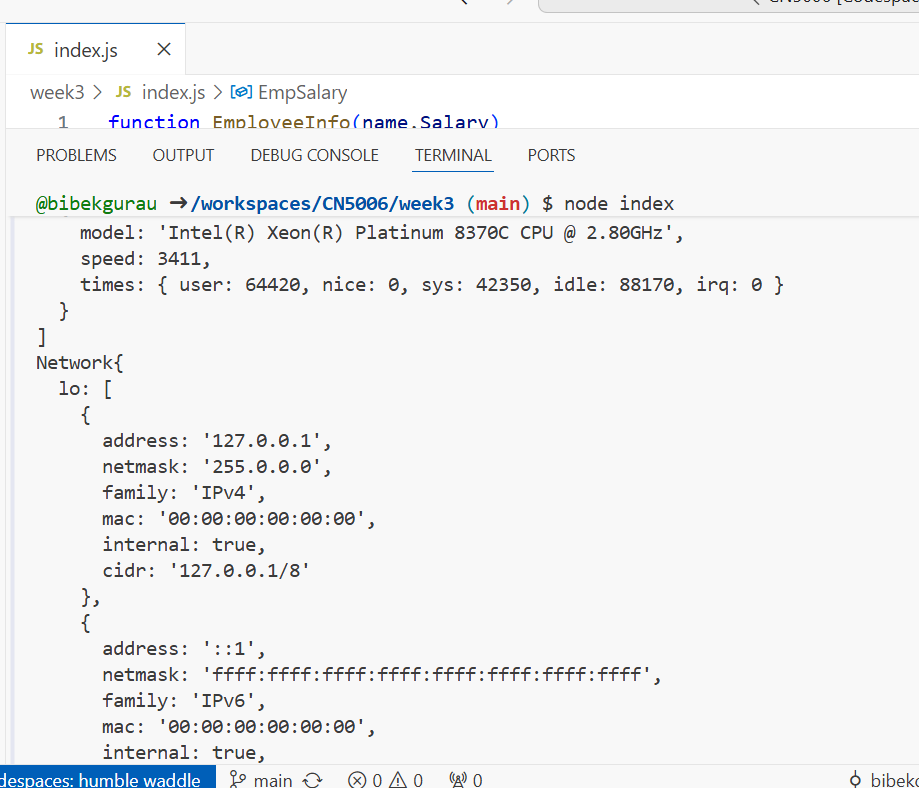 CN5006 [Codespac
JS index.js ×
week3 > JS index.js > EmpSalary
1 function EmployeeInfo(name,Salary)
PROBLEMS OUTPUT DEBUG CONSOLE TERMINAL PORTS
@bibekgurau ➜/workspaces/CN5006/week3 (main) $ node index
model: 'Intel(R) Xeon(R) Platinum 8370C CPU @ 2.80GHz',
speed: 3411,
times: { user: 64420, nice: 0, sys: 42350, idle: 88170, irq: 0 }
}
]
Network{
lo: [
{
address: '127.0.0.1',
netmask: '255.0.0.0',
family: 'IPv4',
mac: '00:00:00:00:00:00',
internal: true,
cidr: '127.0.0.1/8'
},
{
address: '::1',
netmask: 'ffff:ffff:ffff:ffff:ffff:ffff:ffff:ffff',
family: 'IPv6',
mac: '00:00:00:00:00:00',
internal: true,
despaces: humble waddle main 0 0 0 bibekg